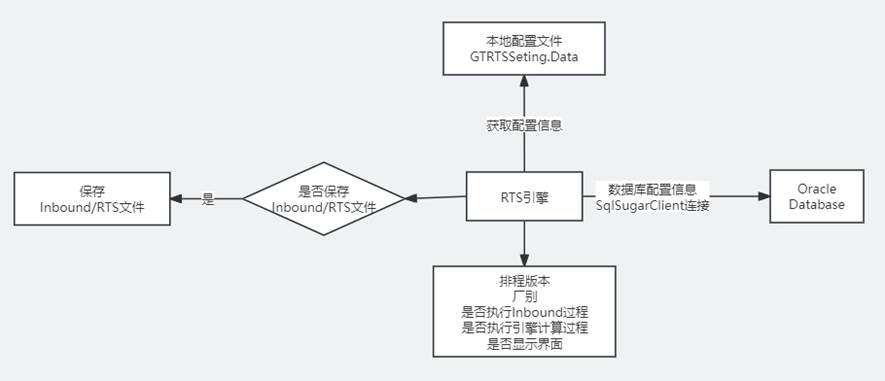 本地配置文件
GTRTSSeting.Data
获取配置信息
保存
Inbound/RTS文件
是
是否保存
Inbound/RTS文件
RTS引擎
数据库配置信息
SqlSugarClient连接
Oracle
Database
排程版本
厂别
是否执行Inbound过程
是否执行引擎计算过程
是否显示界面